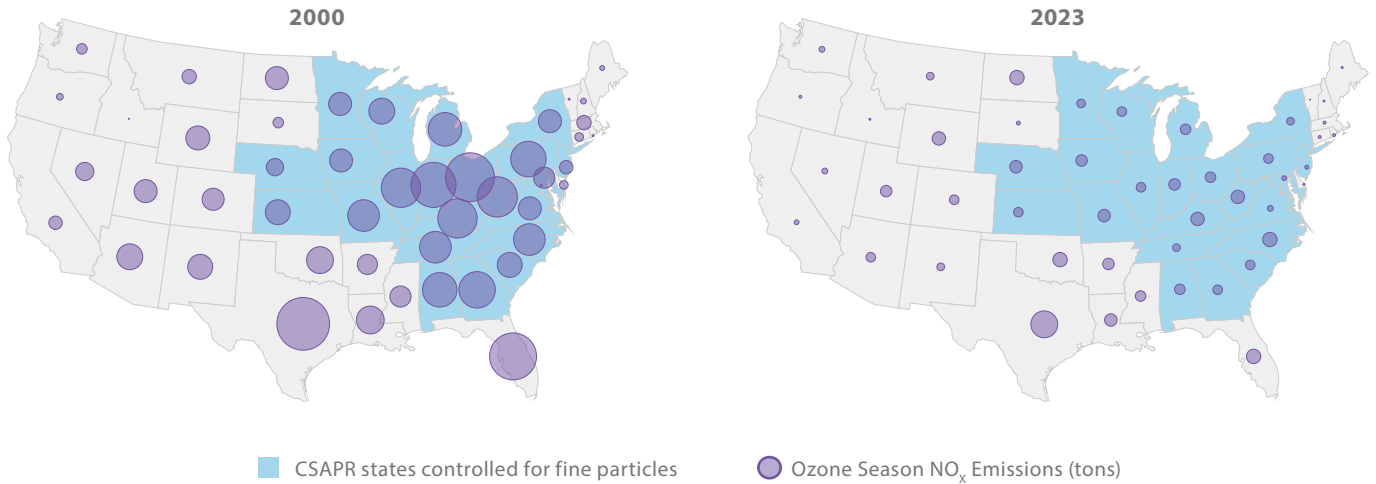 2000
2023
CSAPR states controlled for fine particles
Ozone Season NOx Emissions (tons)